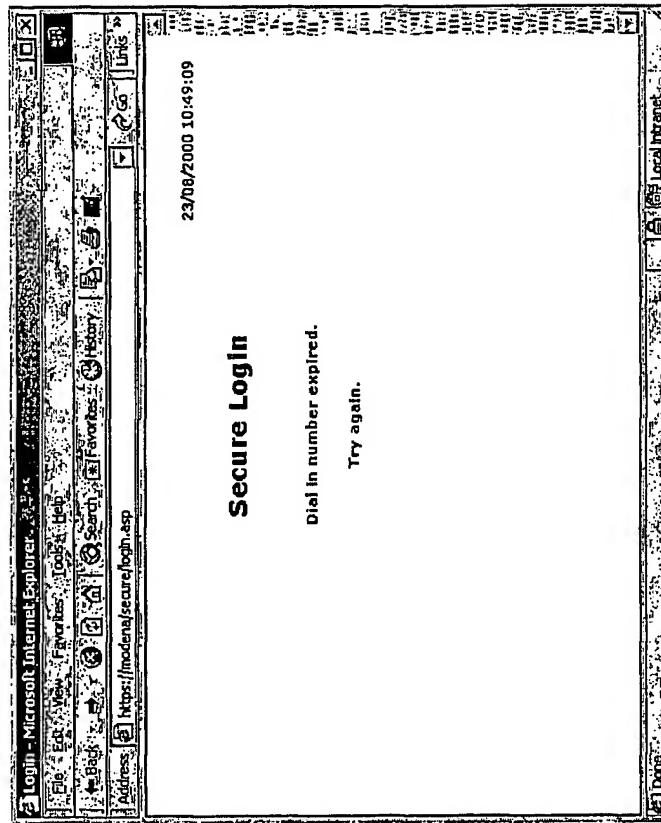 Login - Microsoft Internet Explorer
File Edit View Favorites Tools Help
Back Search Favorites History
Address https://modena/secure/login.asp Go Links »
23/08/2000 10:49:09
Secure Login
Dial in number expired.
Try again.
Done Local intranet